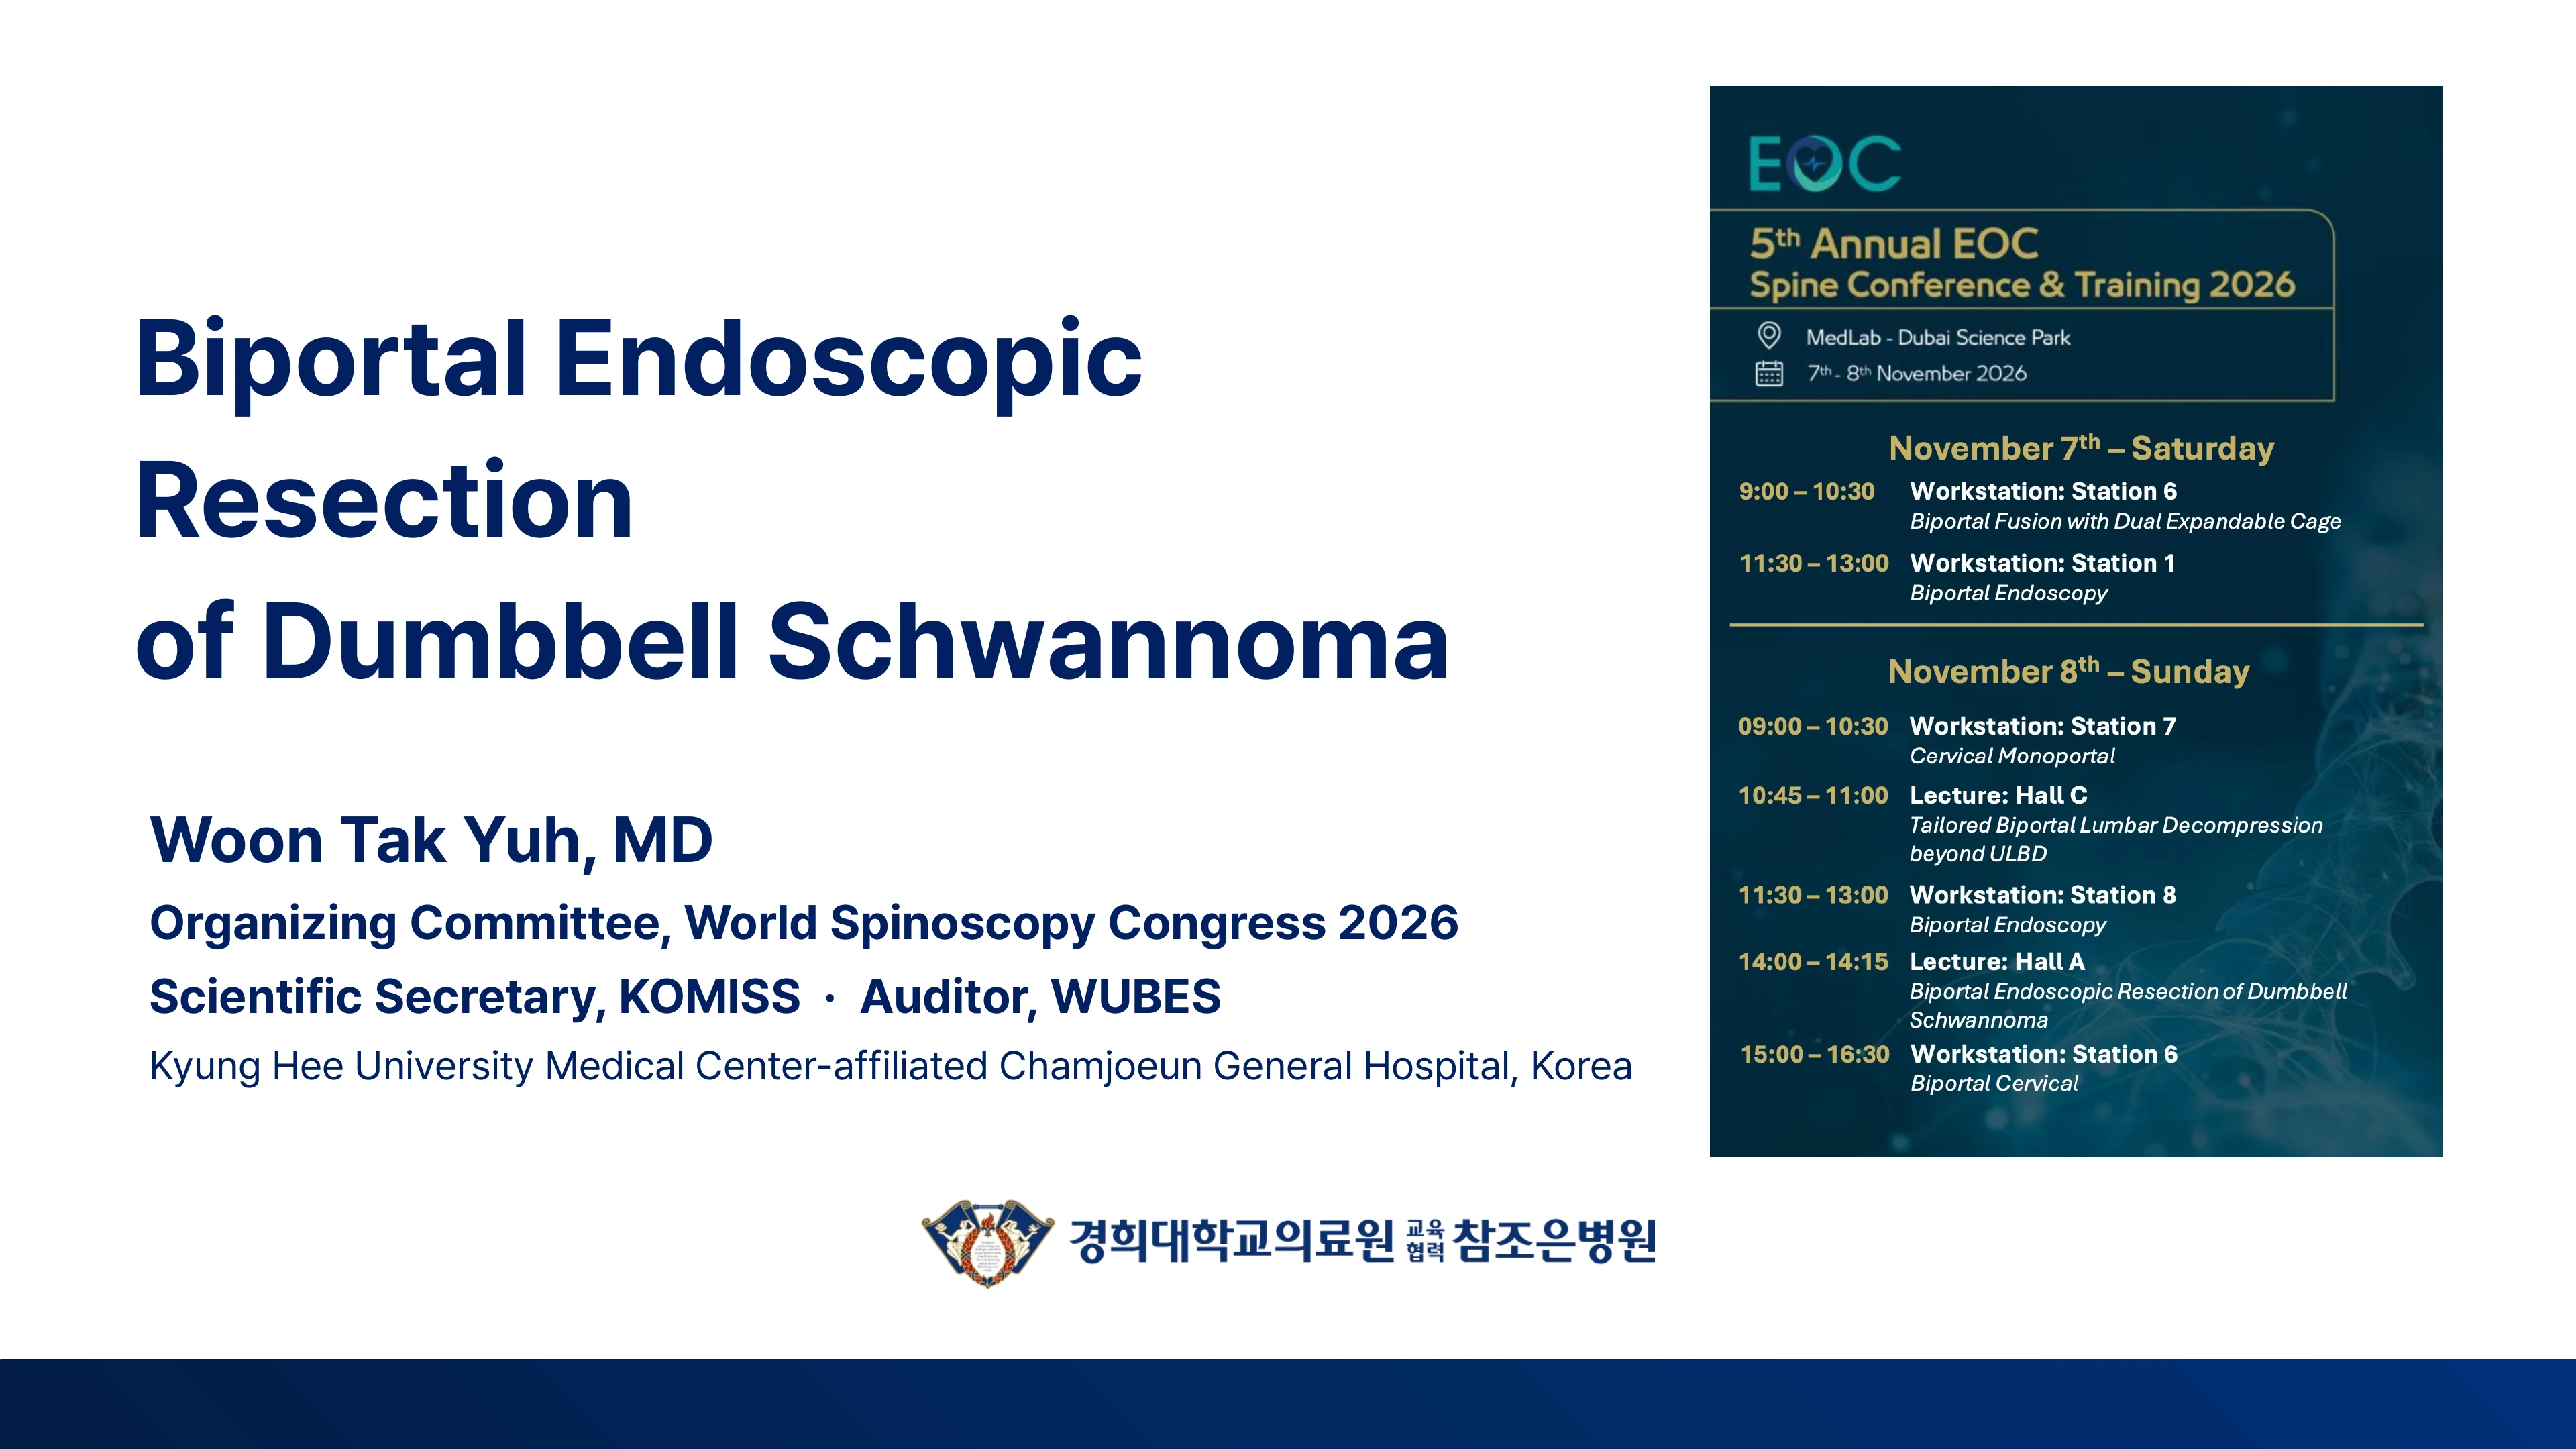 Biportal Endoscopic
Resection
of Dumbbell Schwannoma
Woon Tak Yuh, MD
Organizing Committee, World Spinoscopy Congress 2026
Scientific Secretary, KOMISS · Auditor, WUBES
Kyung Hee University Medical Center-affiliated Chamjoeun General Hospital, Korea
EOC
5th Annual EOC
Spine Conference & Training 2026
MedLab - Dubai Science Park
7th - 8th November 2026
November 7th – Saturday
9:00 – 10:30 Workstation: Station 6
Biportal Fusion with Dual Expandable Cage
11:30 – 13:00 Workstation: Station 1
Biportal Endoscopy
November 8th – Sunday
09:00 – 10:30 Workstation: Station 7
Cervical Monoportal
10:45 – 11:00 Lecture: Hall C
Tailored Biportal Lumbar Decompression
beyond ULBD
11:30 – 13:00 Workstation: Station 8
Biportal Endoscopy
14:00 – 14:15 Lecture: Hall A
Biportal Endoscopic Resection of Dumbbell
Schwannoma
15:00 – 16:30 Workstation: Station 6
Biportal Cervical
경희대학교의료원 교육협력 참조은병원